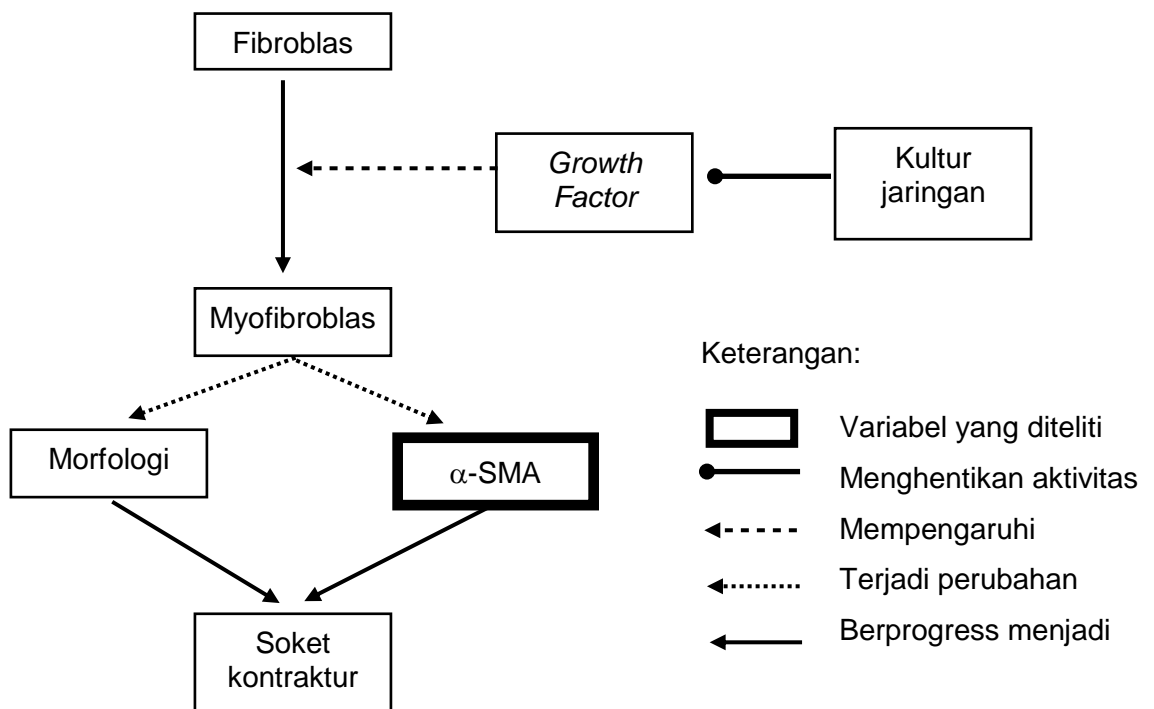 Fibroblas
Growth
Factor
Kultur
jaringan
Myofibroblas
Morfologi
α-SMA
Soket
kontraktur
Keterangan:
Variabel yang diteliti
Menghentikan aktivitas
Mempengaruhi
Terjadi perubahan
Berprogress menjadi